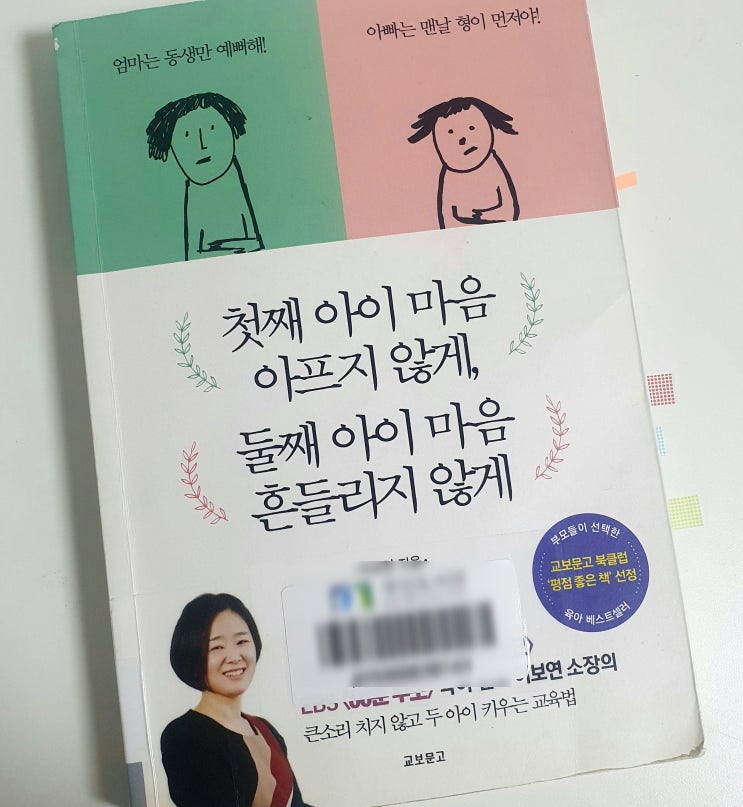 엄마는 동생만 예뻐해!
아빠는 맨날 형이 먼저야!
첫째 아이 마음
아프지 않게,
둘째 아이 마음
흔들리지 않게
지음
부모들이 선택한
교보문고 북클럽
'평점 좋은 책' 선정
육아 베스트셀러
EBS 이보연 소장의
큰소리 치지 않고 두 아이 키우는 교육법
교보문고